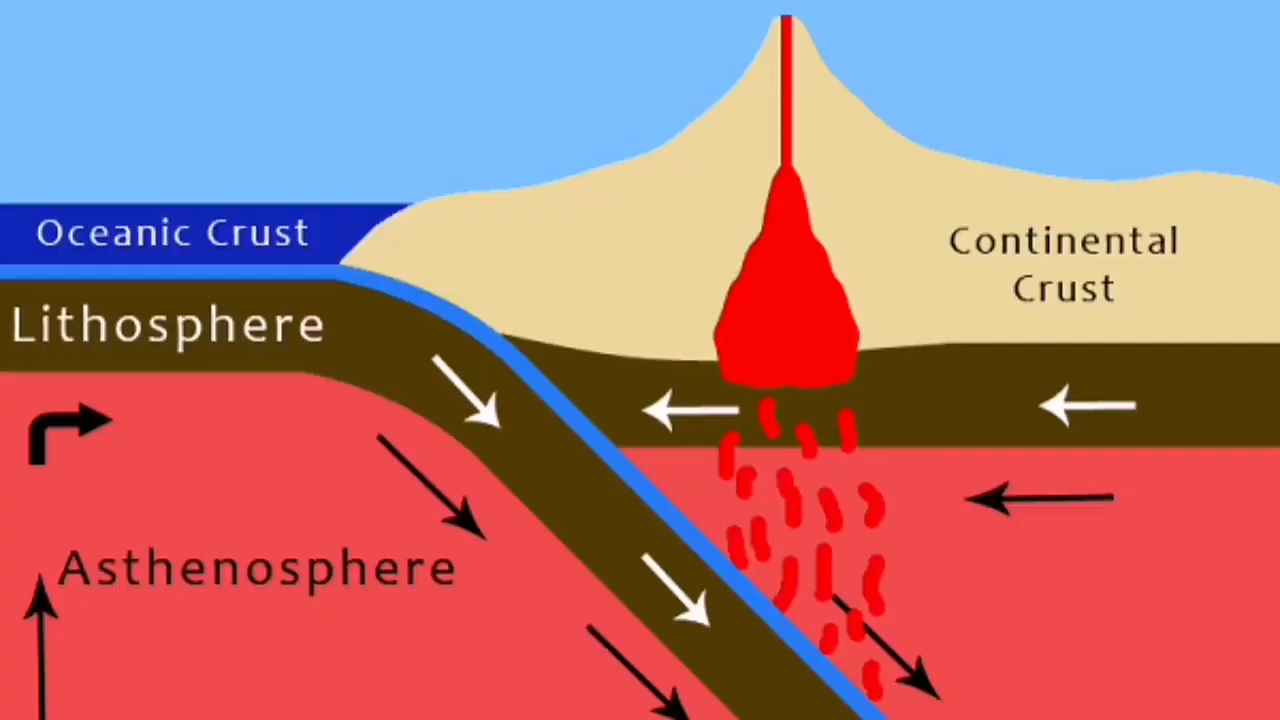 Oceanic Crust
Continental
Crust
Lithosphere
Asthenosphere